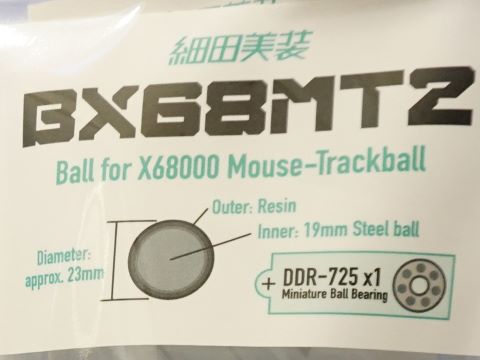 細田美装
BX68MT2
Ball for X68000 Mouse-Trackball
Outer: Resin
Inner: 19mm Steel ball
Diameter:
approx. 23mm
+ DDR-725 x1
Miniature Ball Bearing